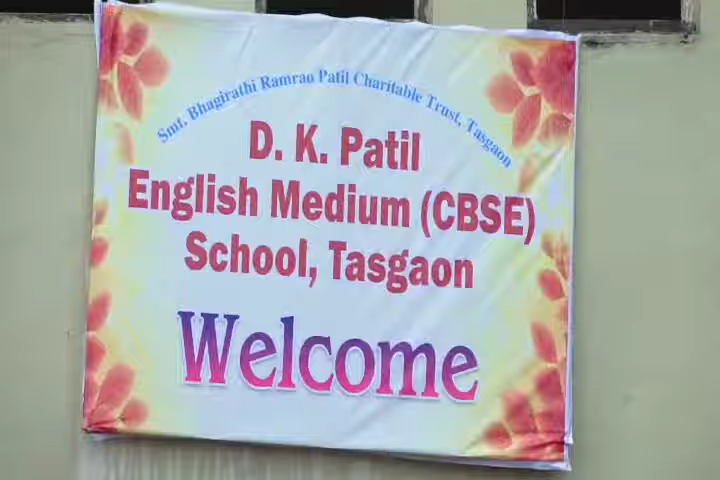 Smt. Bhagirathi Ramrao Patil Charitable Trust, Tasgaon
D. K. Patil
English Medium (CBSE)
School, Tasgaon
Welcome